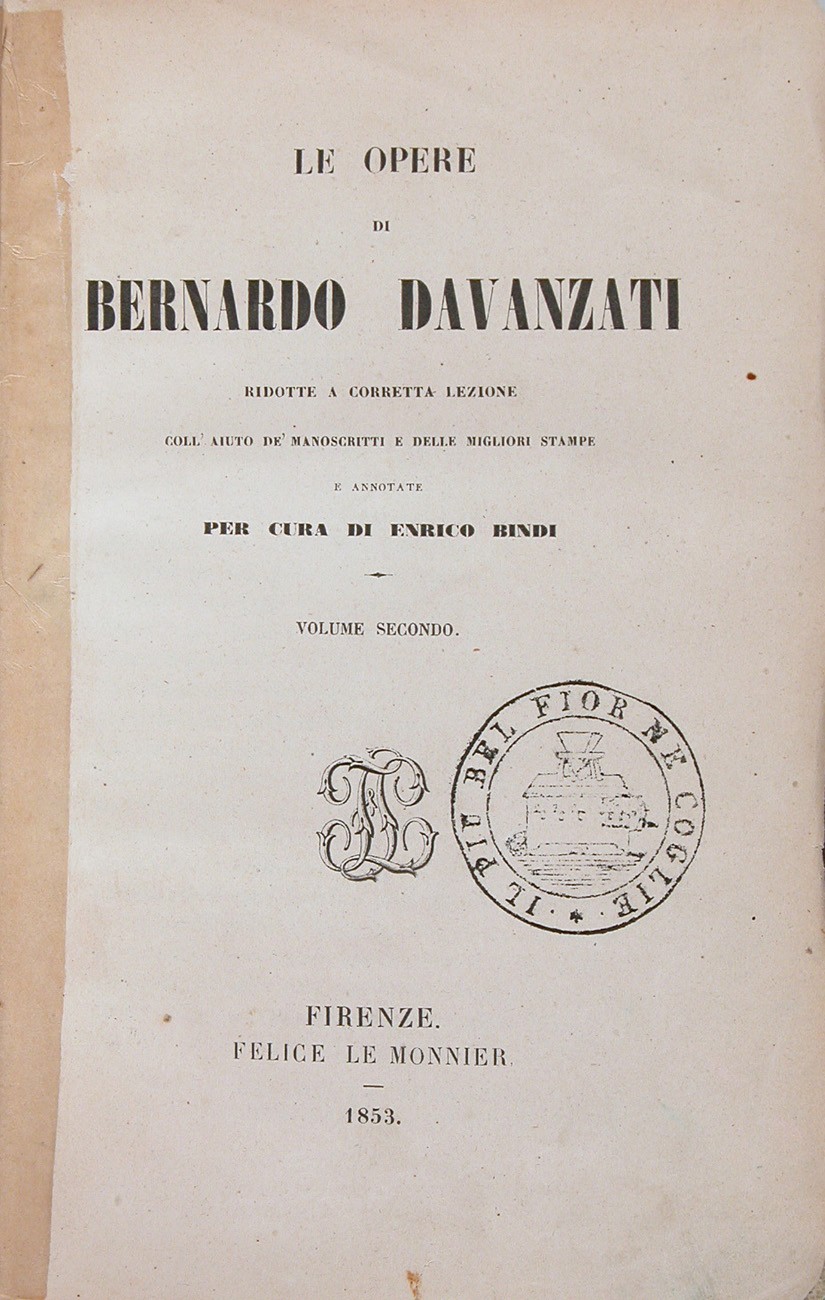 LE OPERE
DI
BERNARDO DAVANZATI
RIDOTTE A CORRETTA LEZIONE
COLL' AIUTO DE' MANOSCRITTI E DELLE MIGLIORI STAMPE
E ANNOTATE
PER CURA DI ENRICO BINDI
VOLUME SECONDO.
IL PIU BEL FIOR NE COGLIE
FIRENZE.
FELICE LE MONNIER.
1853.